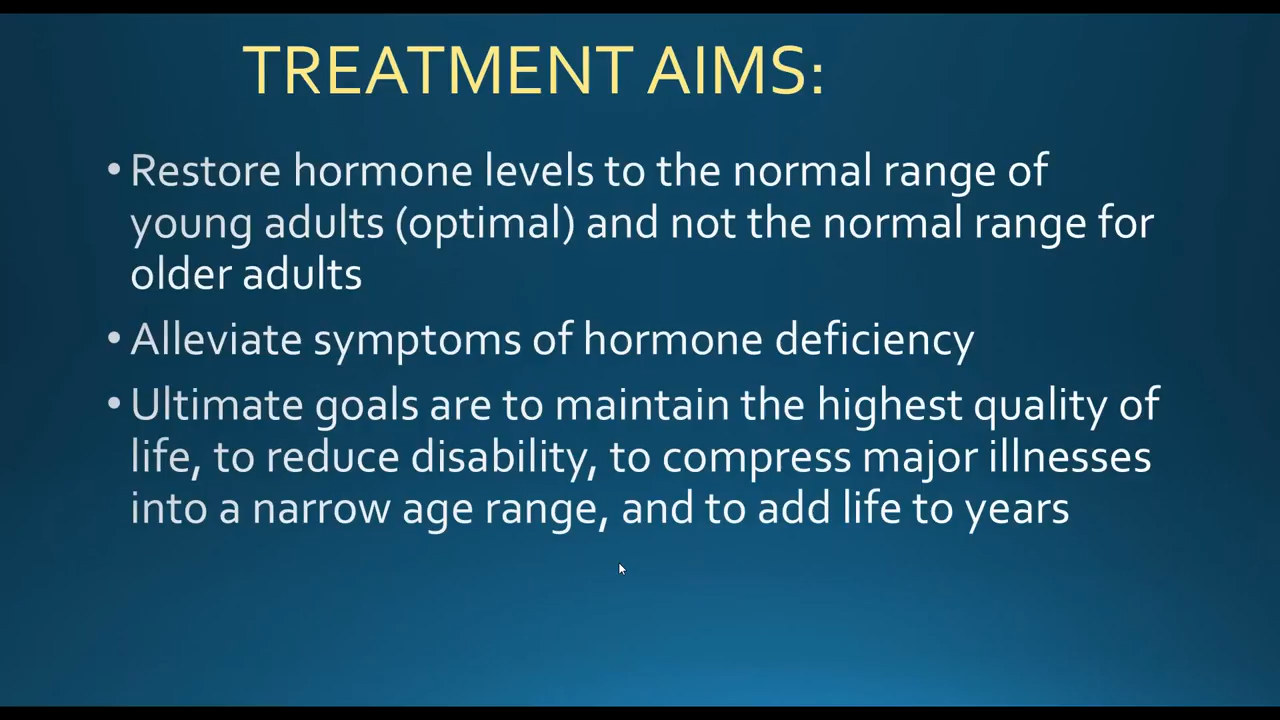 TREATMENT AIMS:
• Restore hormone levels to the normal range of
young adults (optimal) and not the normal range for
older adults
• Alleviate symptoms of hormone deficiency
• Ultimate goals are to maintain the highest quality of
life, to reduce disability, to compress major illnesses
into a narrow age range, and to add life to years